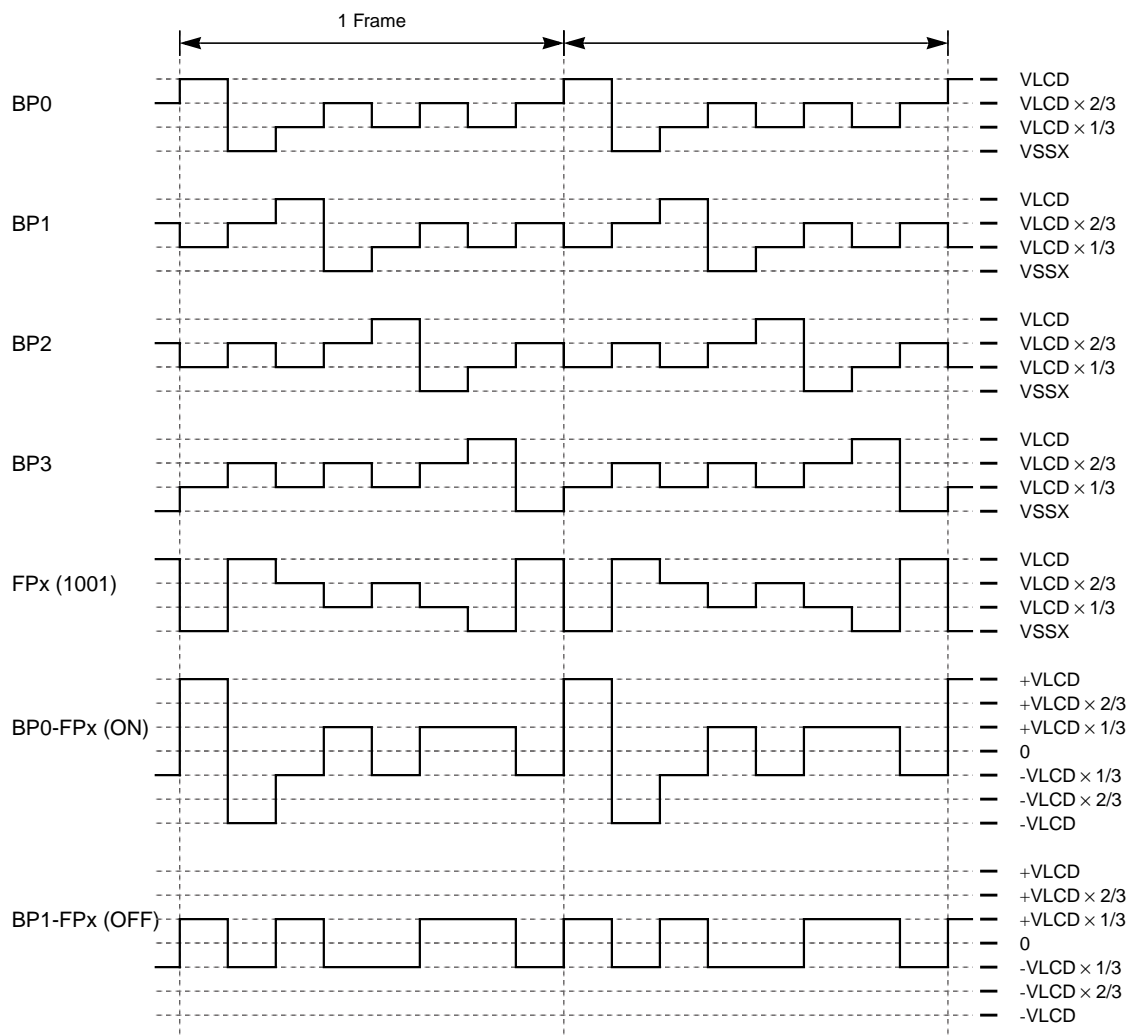 1 Frame
BP0
VLCD
VLCD × 2/3
VLCD × 1/3
VSSX
BP1
VLCD
VLCD × 2/3
VLCD × 1/3
VSSX
BP2
VLCD
VLCD × 2/3
VLCD × 1/3
VSSX
BP3
VLCD
VLCD × 2/3
VLCD × 1/3
VSSX
FPx (1001)
VLCD
VLCD × 2/3
VLCD × 1/3
VSSX
BP0-FPx (ON)
+VLCD
+VLCD × 2/3
+VLCD × 1/3
0
-VLCD × 1/3
-VLCD × 2/3
-VLCD
BP1-FPx (OFF)
+VLCD
+VLCD × 2/3
+VLCD × 1/3
0
-VLCD × 1/3
-VLCD × 2/3
-VLCD